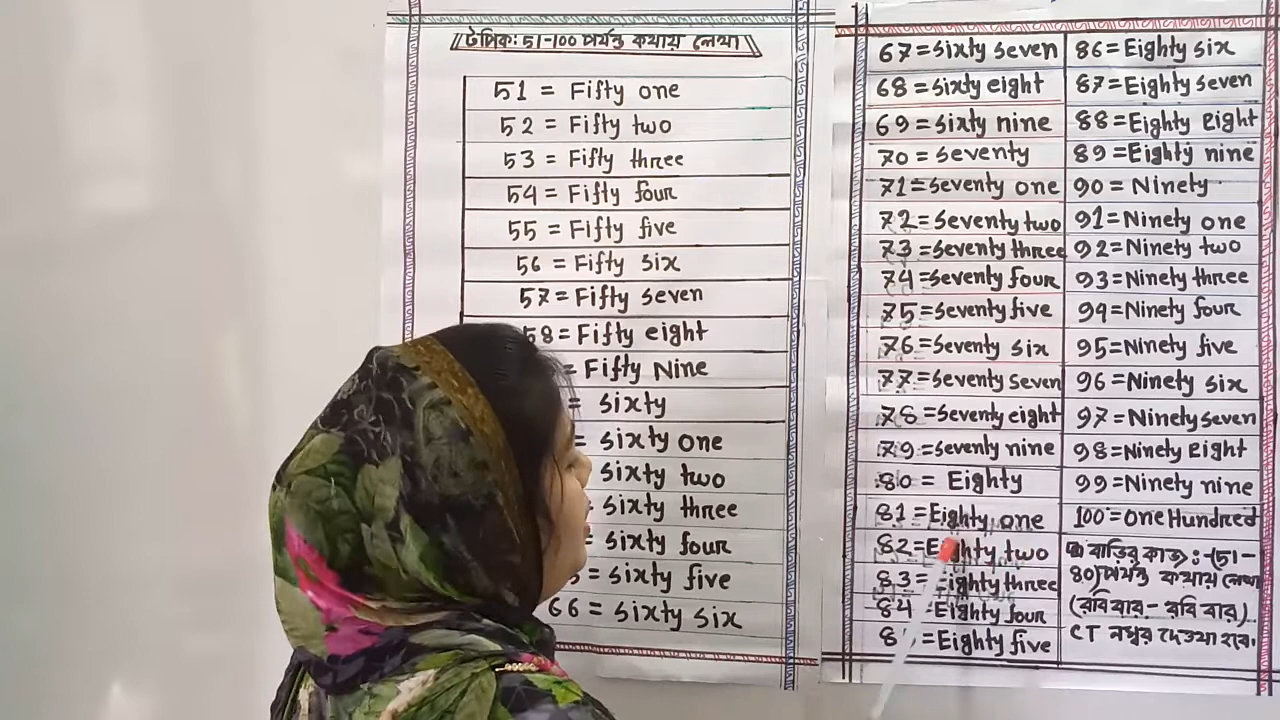 টপিক: 51-100 পর্যন্ত কথায় লেখা
51 = Fifty one
52 = Fifty two
53 = Fifty three
54 = Fifty four
55 = Fifty five
56 = Fifty six
57 = Fifty seven
58 = Fifty eight
= Fifty Nine
= sixty
= sixty one
sixty two
sixty three
= sixty four
= sixty five
66 = sixty six
67 = sixty seven
68 = sixty eight
69 = sixty nine
70 = seventy
71 = seventy one
72 = seventy two
73 = seventy three
74 = seventy four
75 = seventy five
76 = seventy six
77 = seventy seven
78 = seventy eight
79 = sevenly nine
80 = Eighty
81 = Eighty one
82 = Eighty two
83 = Eighty three
84 = Eighty four
= Eighty five
86 = Eighty six
87 = Eighty seven
88 = Eighty Eight
89 = Eighty nine
90 = Ninety
91 = Ninety one
92 = Ninety two
93 = Ninety three
94 = Ninety four
95 = Ninety five
96 = Ninety six
97 = Ninety seven
98 = Ninety Eight
99 = Ninety nine
100 = one Hundred
বাড়ির কাজ :- (51-
80) পর্যন্ত কথায় লেখা
(রবিবার - রবিবার)
CT নম্বর দেওয়া হবে।